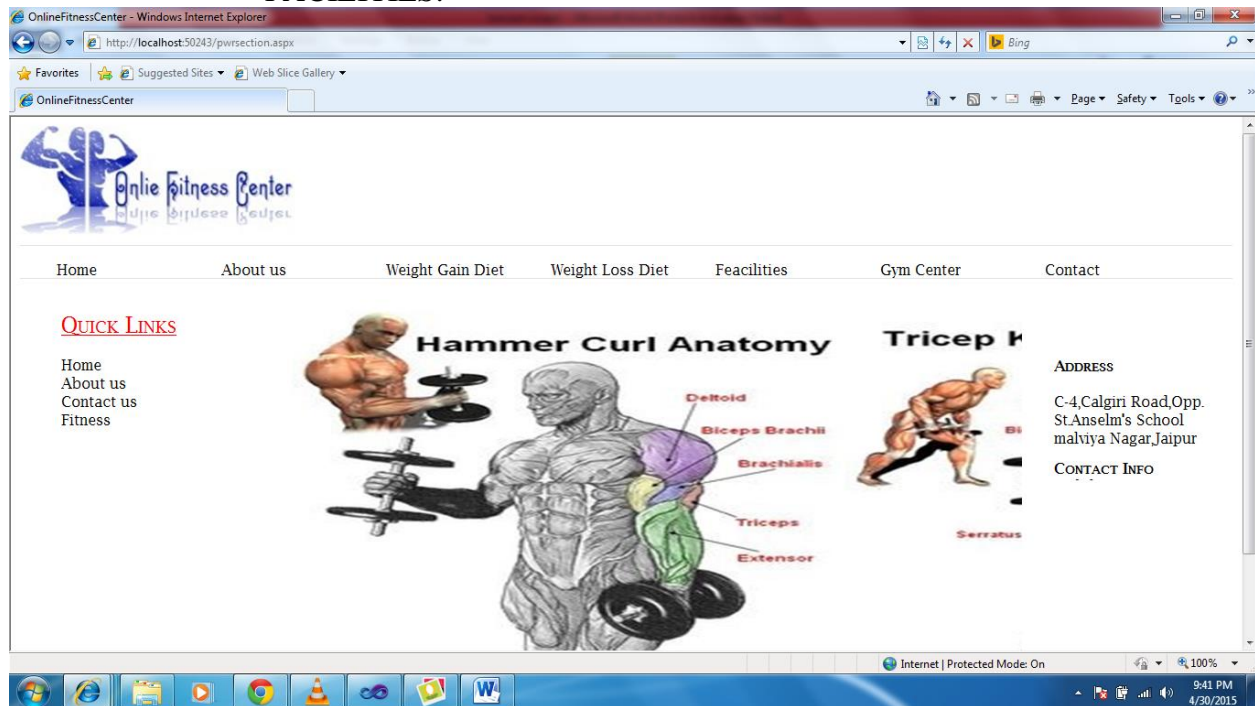 FACILITIES:
OnlineFitnessCenter - Windows Internet Explorer
http://localhost:50243/pwrsection.aspx
Bing
Favorites Suggested Sites Web Slice Gallery
OnlineFitnessCenter
Page Safety Tools
Onlie Fitness Center
Home About us Weight Gain Diet Weight Loss Diet Feacilities Gym Center Contact
QUICK LINKS
Home
About us
Contact us
Fitness
Hammer Curl Anatomy
Deltoid
Biceps Brachii
Brachialis
Triceps
Extensor
Tricep K
Bi
Serratus
ADDRESS
C-4,Calgiri Road,Opp.
St.Anselm's School
malviya Nagar,Jaipur
CONTACT INFO
Internet | Protected Mode: On 100%
9:41 PM
4/30/2015